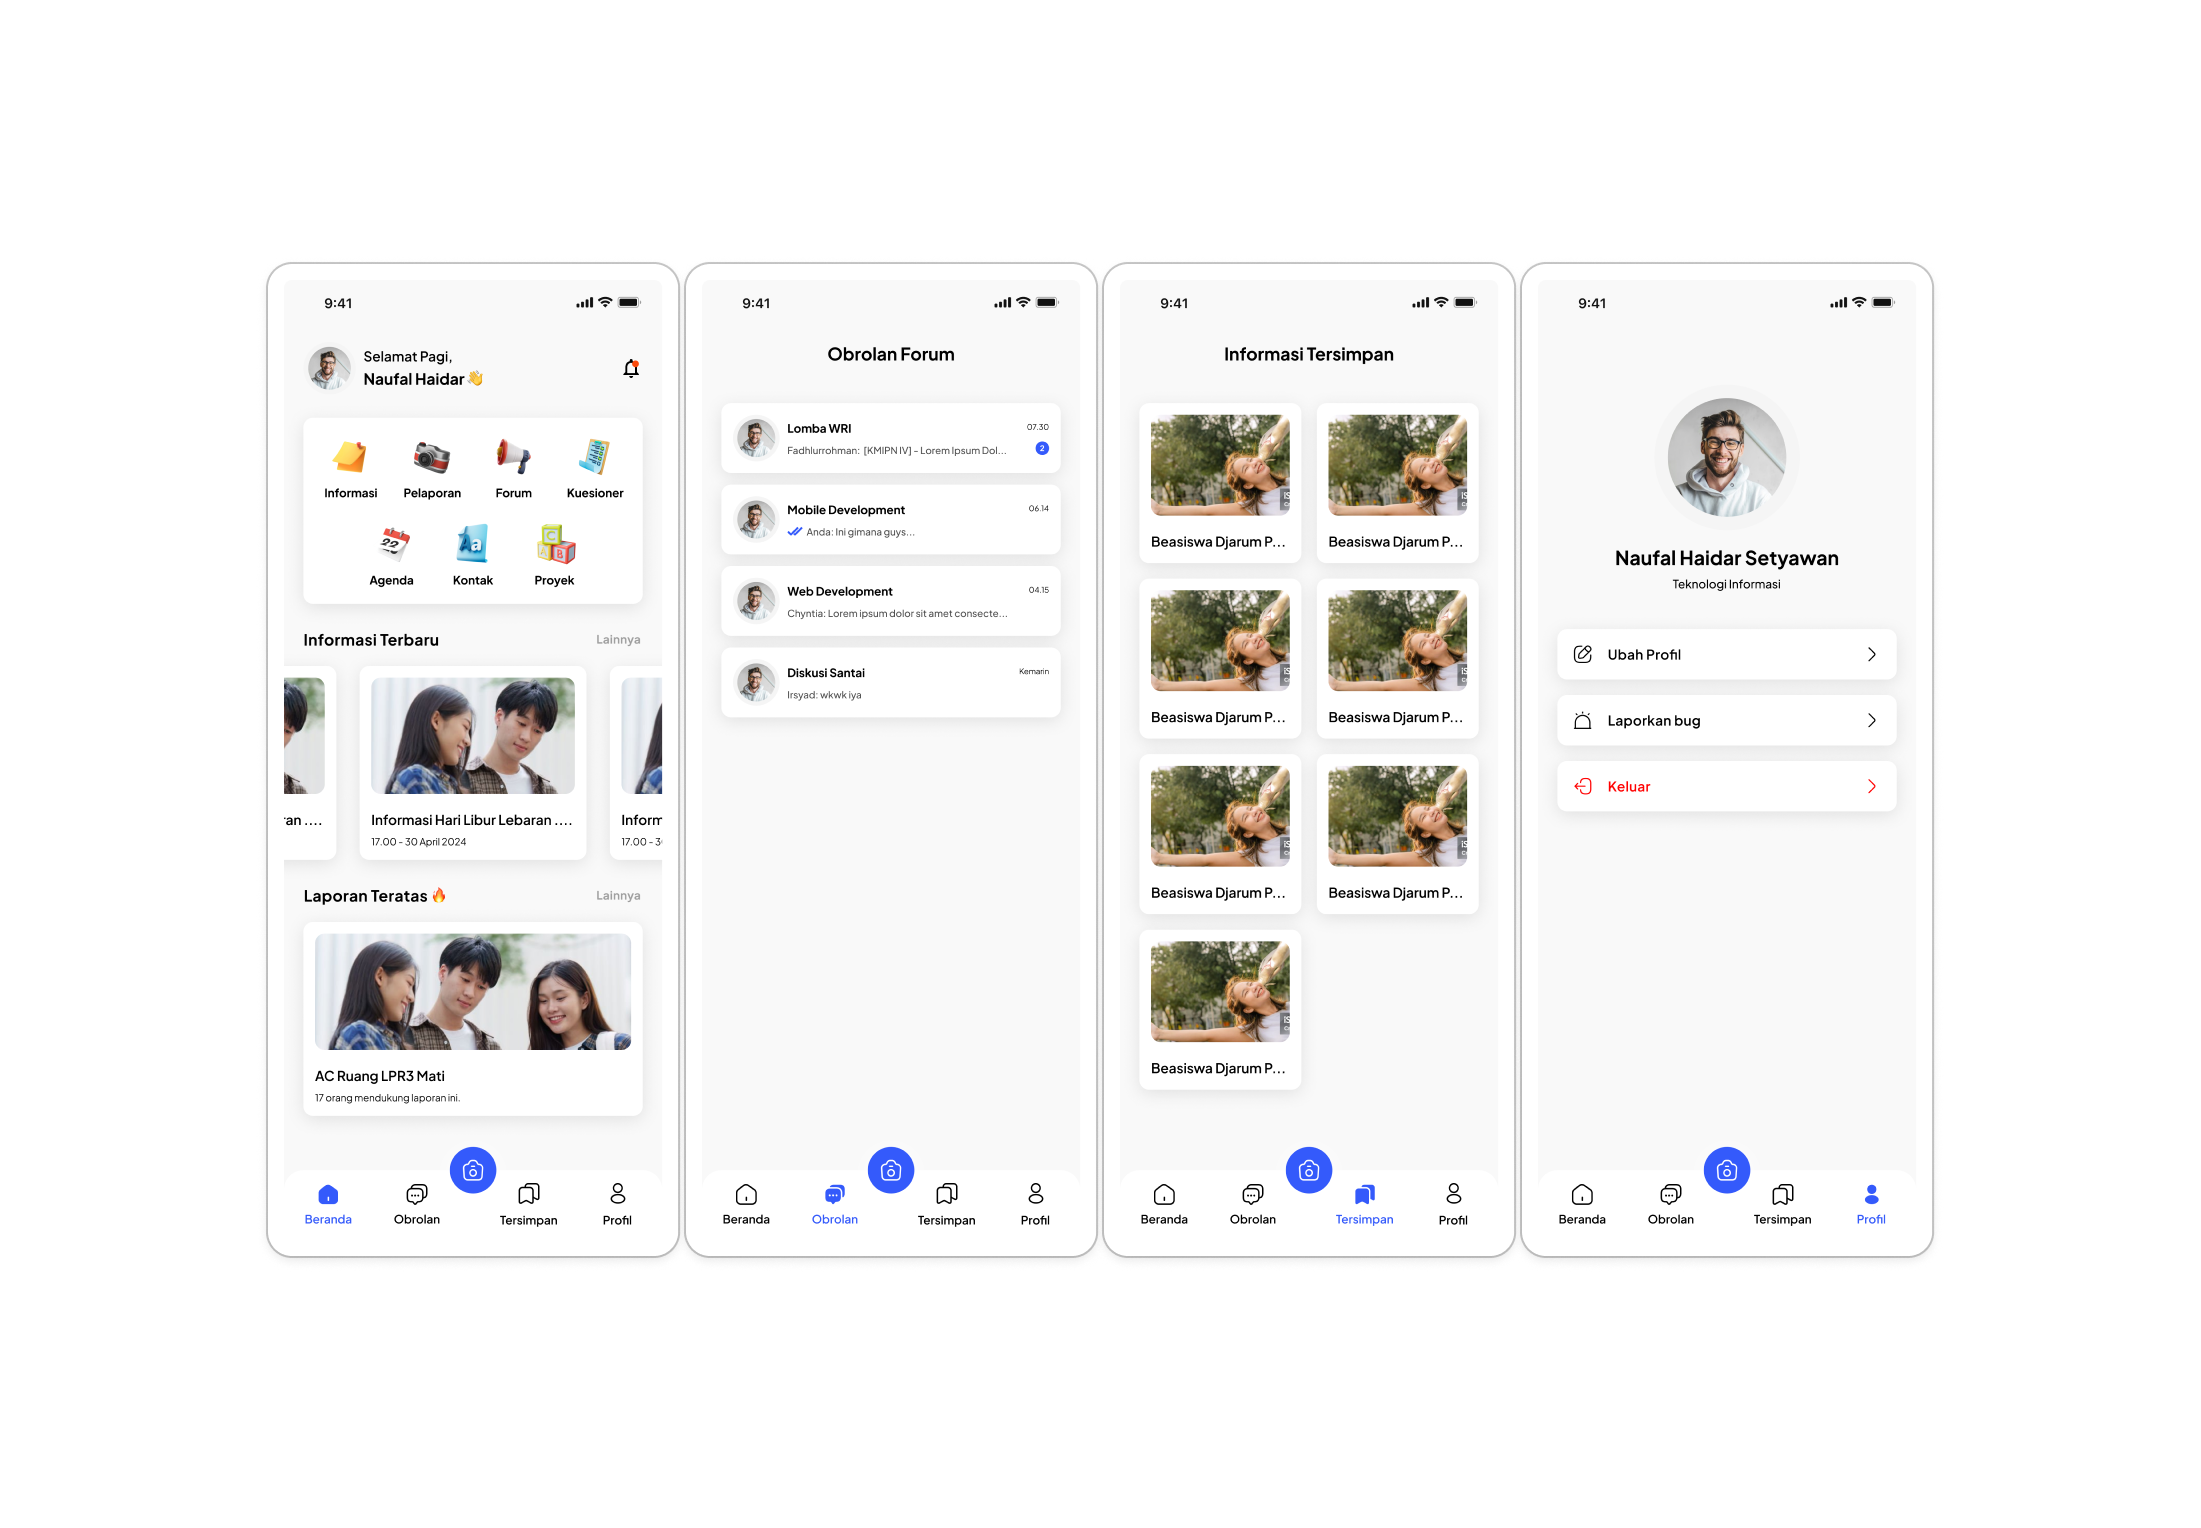 9:41
Selamat Pagi,
Naufal Haidar👋
Informasi
Pelaporan
Forum
Kuesioner
22
Agenda
Aa
Kontak
C
A B
Proyek
Informasi Terbaru
Lainnya
ran ....
Informasi Hari Libur Lebaran ....
17.00 - 30 April 2024
Inform
17.00 - 3
Laporan Teratas 🔥
Lainnya
AC Ruang LPR3 Mati
17 orang mendukung laporan ini.
Beranda
Obrolan
Tersimpan
Profil
9:41
Obrolan Forum
Lomba WRI
07.30
Fadhlurrohman: [KMIPN IV] - Lorem Ipsum Dol...
2
Mobile Development
06.14
Anda: Ini gimana guys...
Web Development
04.15
Chyntia: Lorem ipsum dolor sit amet consecte...
Diskusi Santai
Kemarin
Irsyad: wkwk iya
Beranda
Obrolan
Tersimpan
Profil
9:41
Informasi Tersimpan
Beasiswa Djarum P...
Beasiswa Djarum P...
Beasiswa Djarum P...
Beasiswa Djarum P...
Beasiswa Djarum P...
Beasiswa Djarum P...
Beasiswa Djarum P...
Beranda
Obrolan
Tersimpan
Profil
9:41
Naufal Haidar Setyawan
Teknologi Informasi
Ubah Profil
Laporkan bug
Keluar
Beranda
Obrolan
Tersimpan
Profil